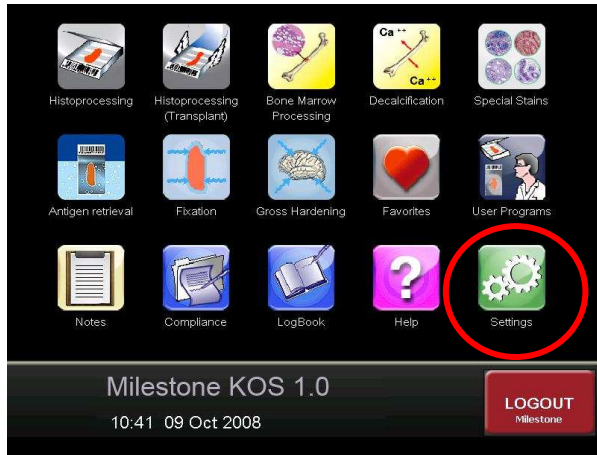 Ca ++
Ca ++
Histoprocessing
Histoprocessing
(Transplant)
Bone Marrow
Processing
Decalcification
Special Stains
Antigen retrieval
Fixation
Gross Hardening
Favorites
User Programs
?
Notes
Compliance
LogBook
Help
Settings
Milestone KOS 1.0
10:41 09 Oct 2008
LOGOUT
Milestone